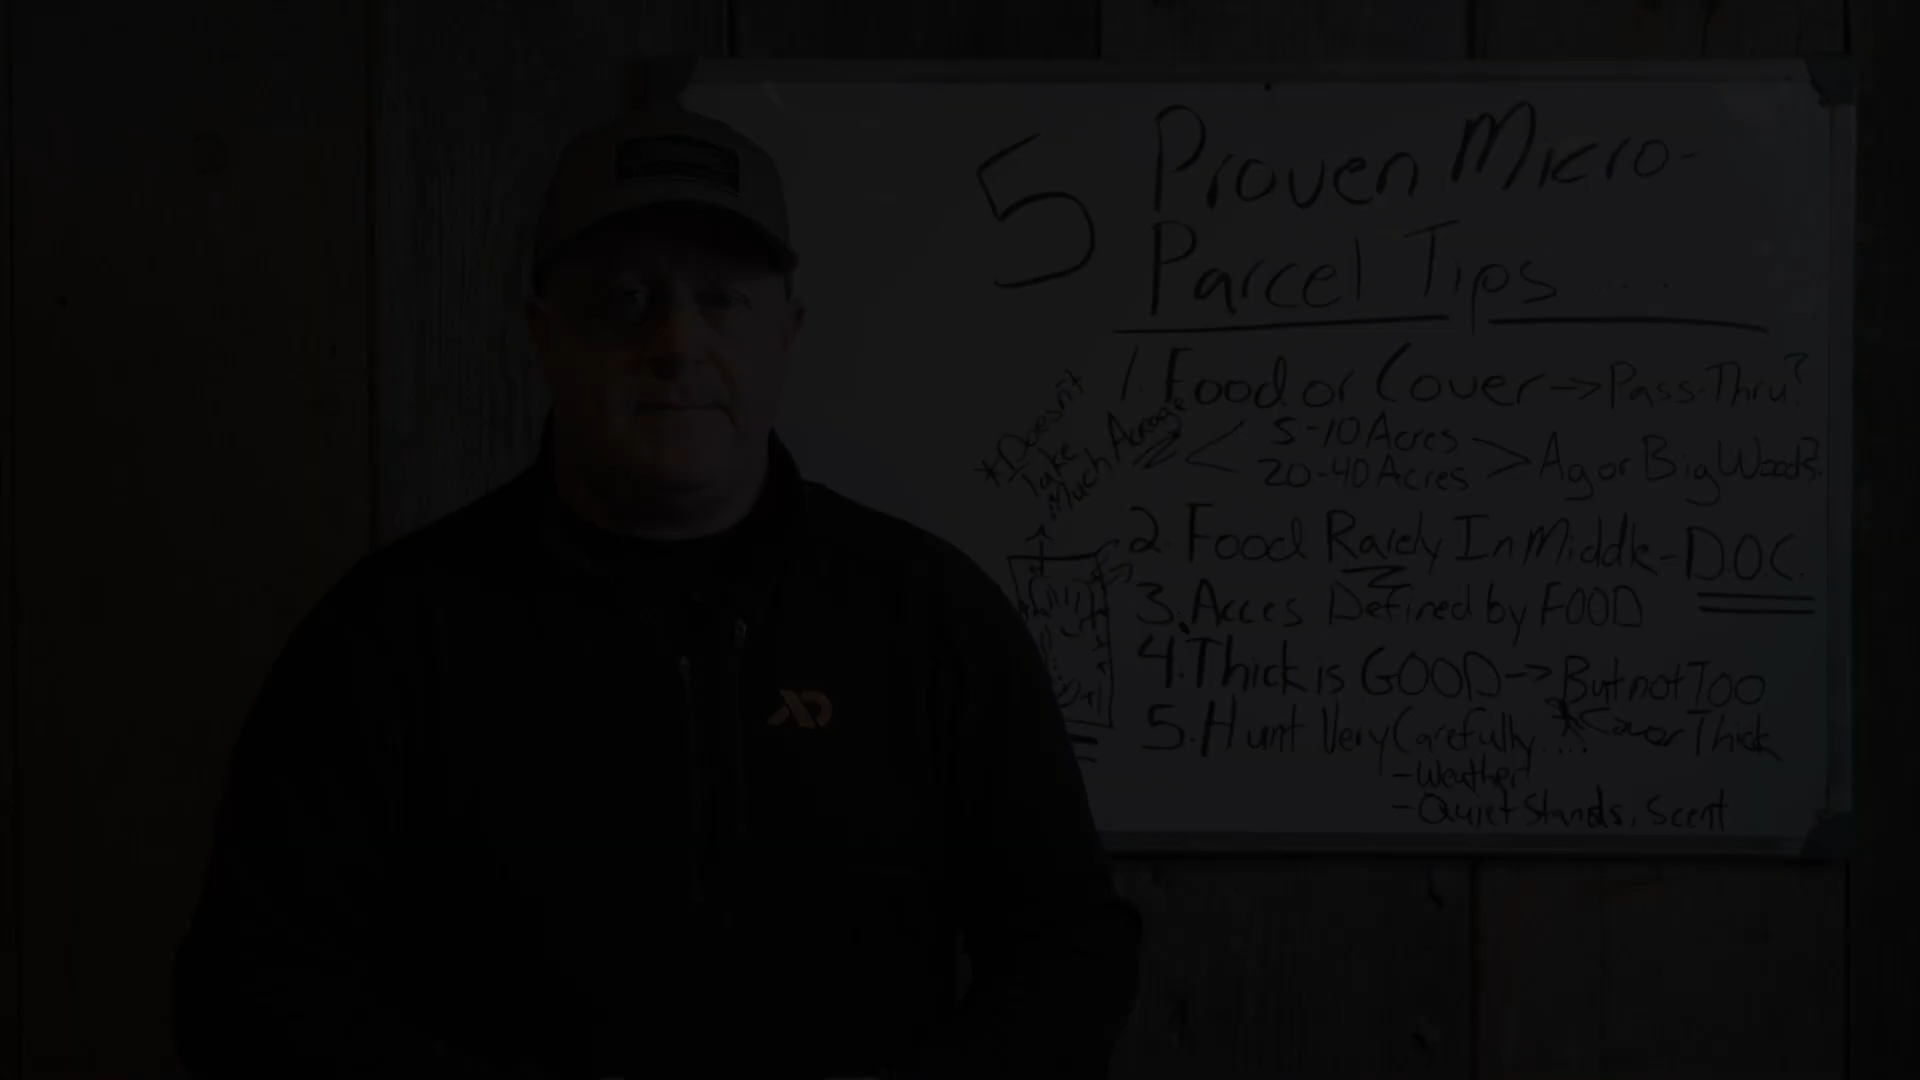 5 Proven Micro-
Parcel Tips ...
1. Food or Cover -> Pass-Thru?
* Doesn't
Take
Much Acreage
< 5-10 Acres
20-40 Acres > Ag or Big Woods?
2. Food Rarely In Middle - D.O.C.
3. Acces Defined by FOOD
4. Thick is GOOD -> But not Too
5. Hunt Very Carefully ... * Cover Thick
- Weather
- Quiet Stands, Scent